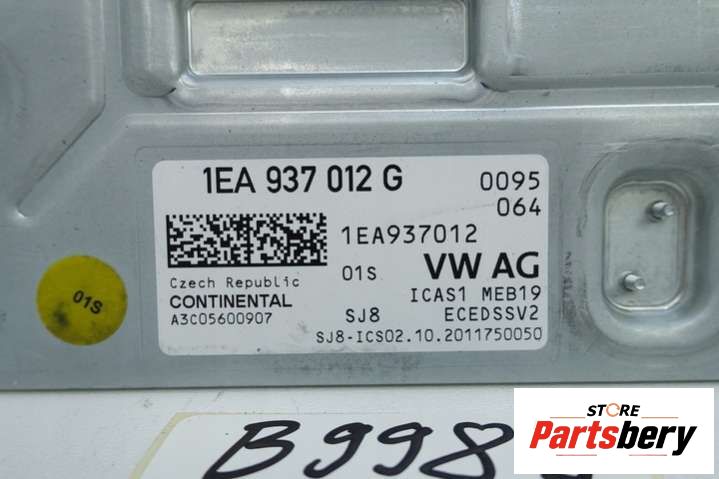 1EA 937 012 G
0095
064
1EA937012
01S
VW AG
Czech Republic
CONTINENTAL
A3C05600907
ICAS1 MEB19
SJ8
ECEDSSV2
SJ8-ICS02.10.2011750050
01S
STORE
Partsbery